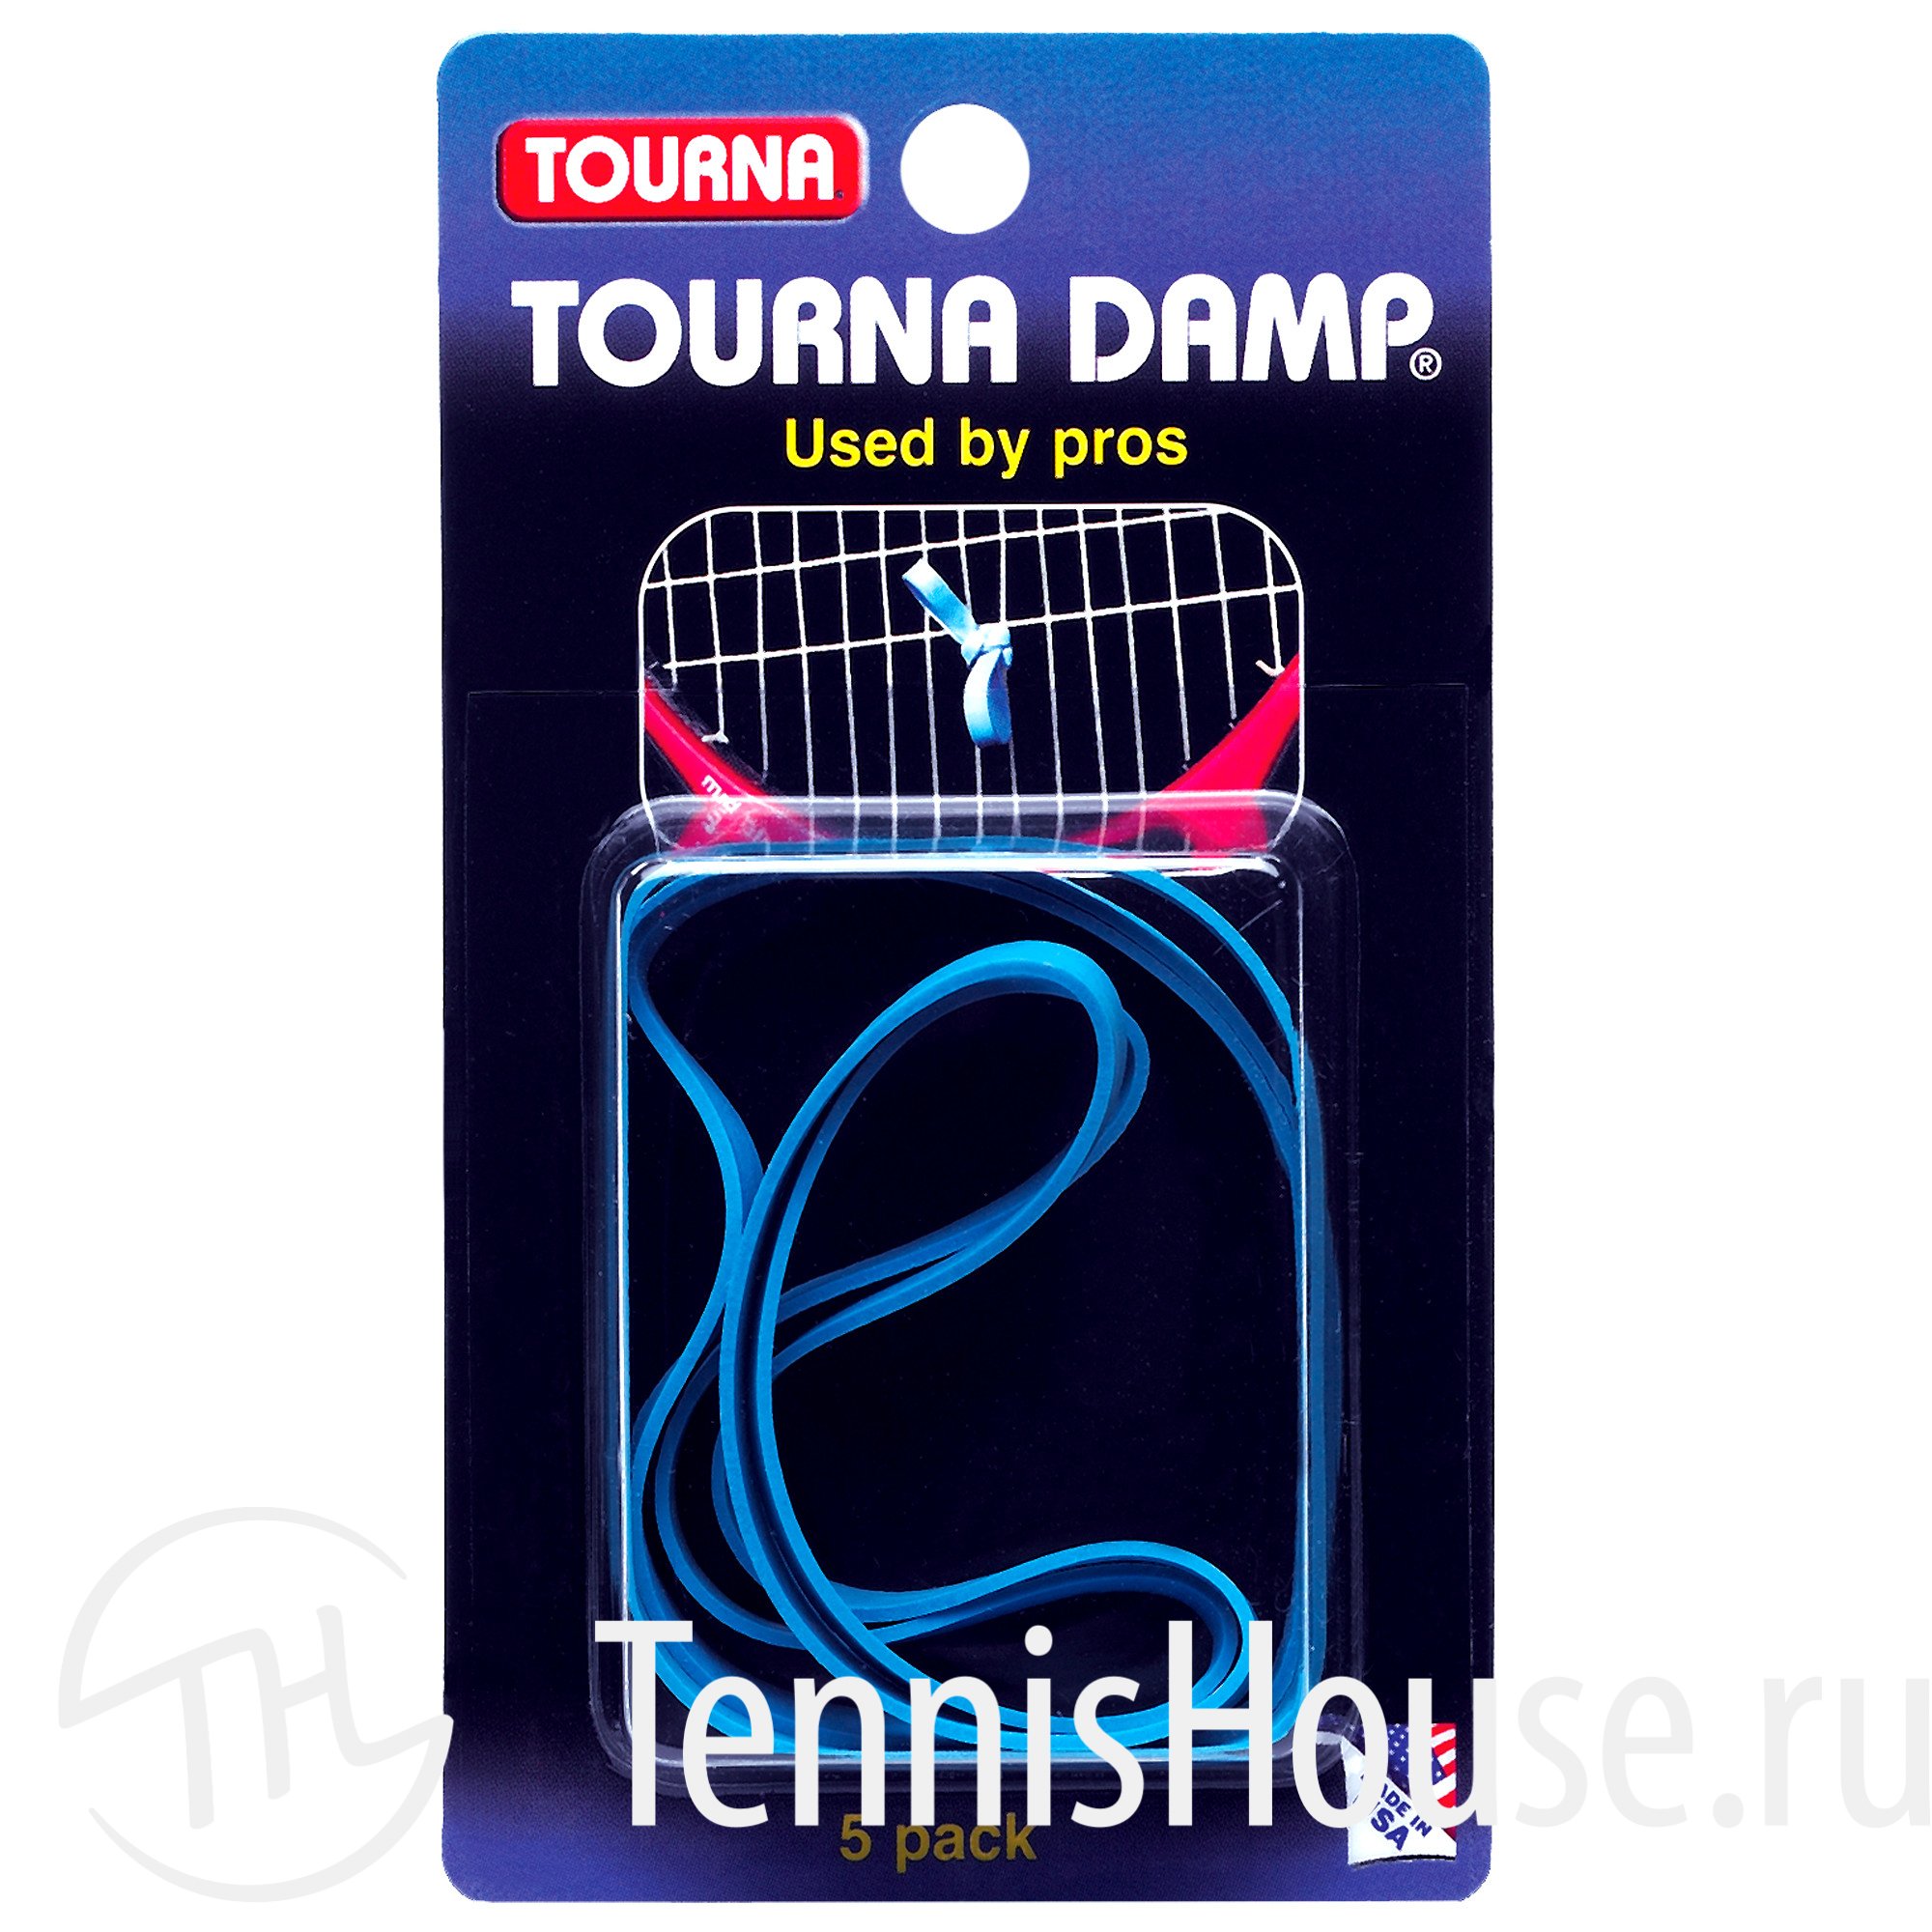 TOURNA
TOURNA DAMP®
Used by pros
TennisHouse.ru
5 pack
MADE IN
USA
TH